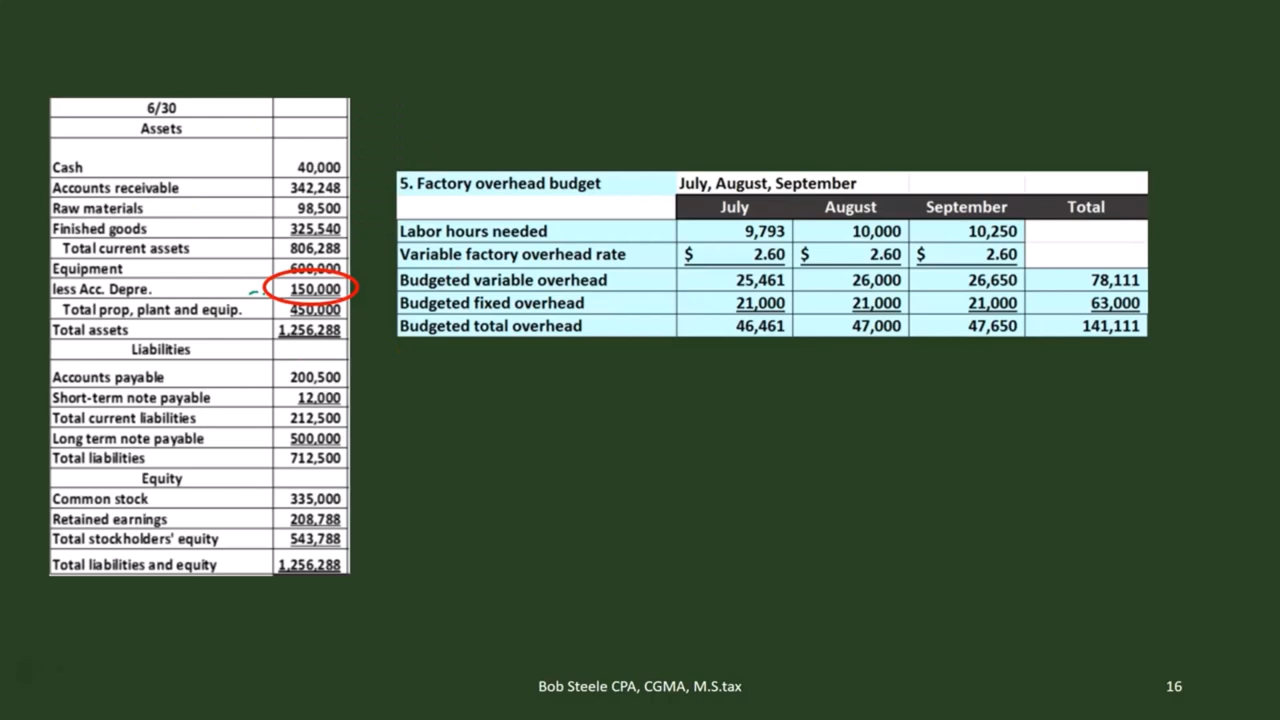 6/30
Assets
Cash 40,000
Accounts receivable 342,248
Raw materials 98,500
Finished goods 325,540
Total current assets 806,288
Equipment 600,000
less Acc. Depre. 150,000
Total prop, plant and equip. 450,000
Total assets 1,256,288
Liabilities
Accounts payable 200,500
Short-term note payable 12,000
Total current liabilities 212,500
Long term note payable 500,000
Total liabilities 712,500
Equity
Common stock 335,000
Retained earnings 208,788
Total stockholders' equity 543,788
Total liabilities and equity 1,256,288
5. Factory overhead budget July, August, September
July August September Total
Labor hours needed 9,793 10,000 10,250
Variable factory overhead rate $ 2.60 $ 2.60 $ 2.60
Budgeted variable overhead 25,461 26,000 26,650 78,111
Budgeted fixed overhead 21,000 21,000 21,000 63,000
Budgeted total overhead 46,461 47,000 47,650 141,111
Bob Steele CPA, CGMA, M.S.tax 16